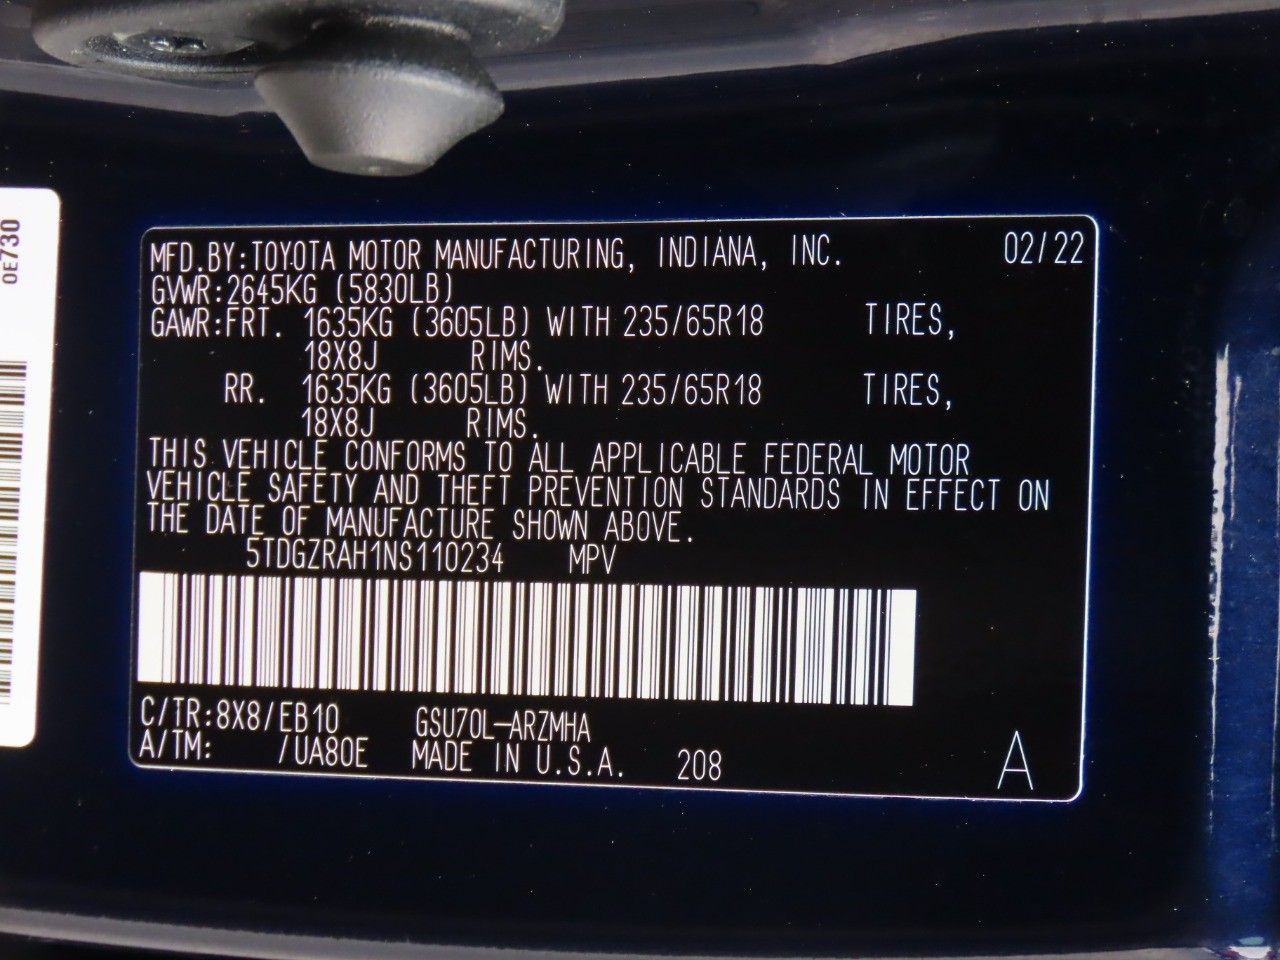 0E730
MFD.BY:TOYOTA MOTOR MANUFACTURING, INDIANA, INC. 02/22
GVWR:2645KG (5830LB)
GAWR:FRT. 1635KG (3605LB) WITH 235/65R18 TIRES,
18X8J RIMS.
RR. 1635KG (3605LB) WITH 235/65R18 TIRES,
18X8J RIMS.
THIS VEHICLE CONFORMS TO ALL APPLICABLE FEDERAL MOTOR
VEHICLE SAFETY AND THEFT PREVENTION STANDARDS IN EFFECT ON
THE DATE OF MANUFACTURE SHOWN ABOVE.
5TDGZRAH1NS110234 MPV
C/TR:8X8/EB10 GSU70L-ARZMHA
A/TM: /UA80E MADE IN U.S.A. 208 A